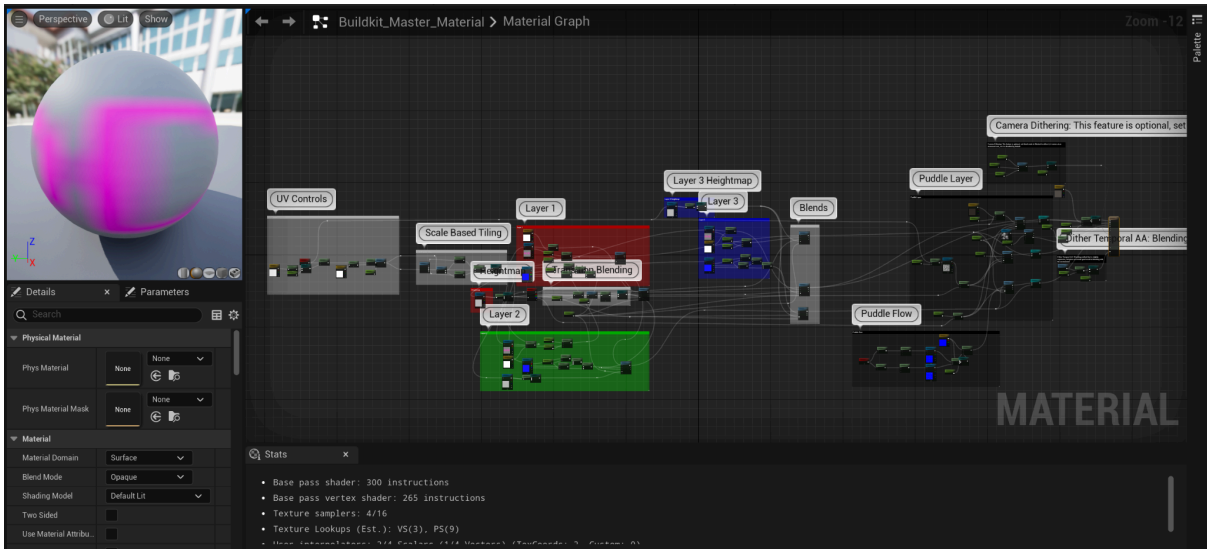 Perspective
Lit
Show
Buildkit_Master_Material > Material Graph
Zoom -12
Palette
Camera Dithering: This feature is optional, set
Layer 3 Heightmap
Puddle Layer
UV Controls
Layer 3
Layer 1
Blends
Scale Based Tiling
Dither Temporal AA: Blending
Heightmap
Blending
Layer 2
Puddle Flow
MATERIAL
Z
X
Details
Parameters
Search
Physical Material
Phys Material
None
None
Phys Material Mask
None
None
Material
Material Domain
Surface
Blend Mode
Opaque
Shading Model
Default Lit
Two Sided
Use Material Attribu...
Stats
Base pass shader: 300 instructions
Base pass vertex shader: 265 instructions
Texture samplers: 4/16
Texture Lookups (Est.): VS(3), PS(9)